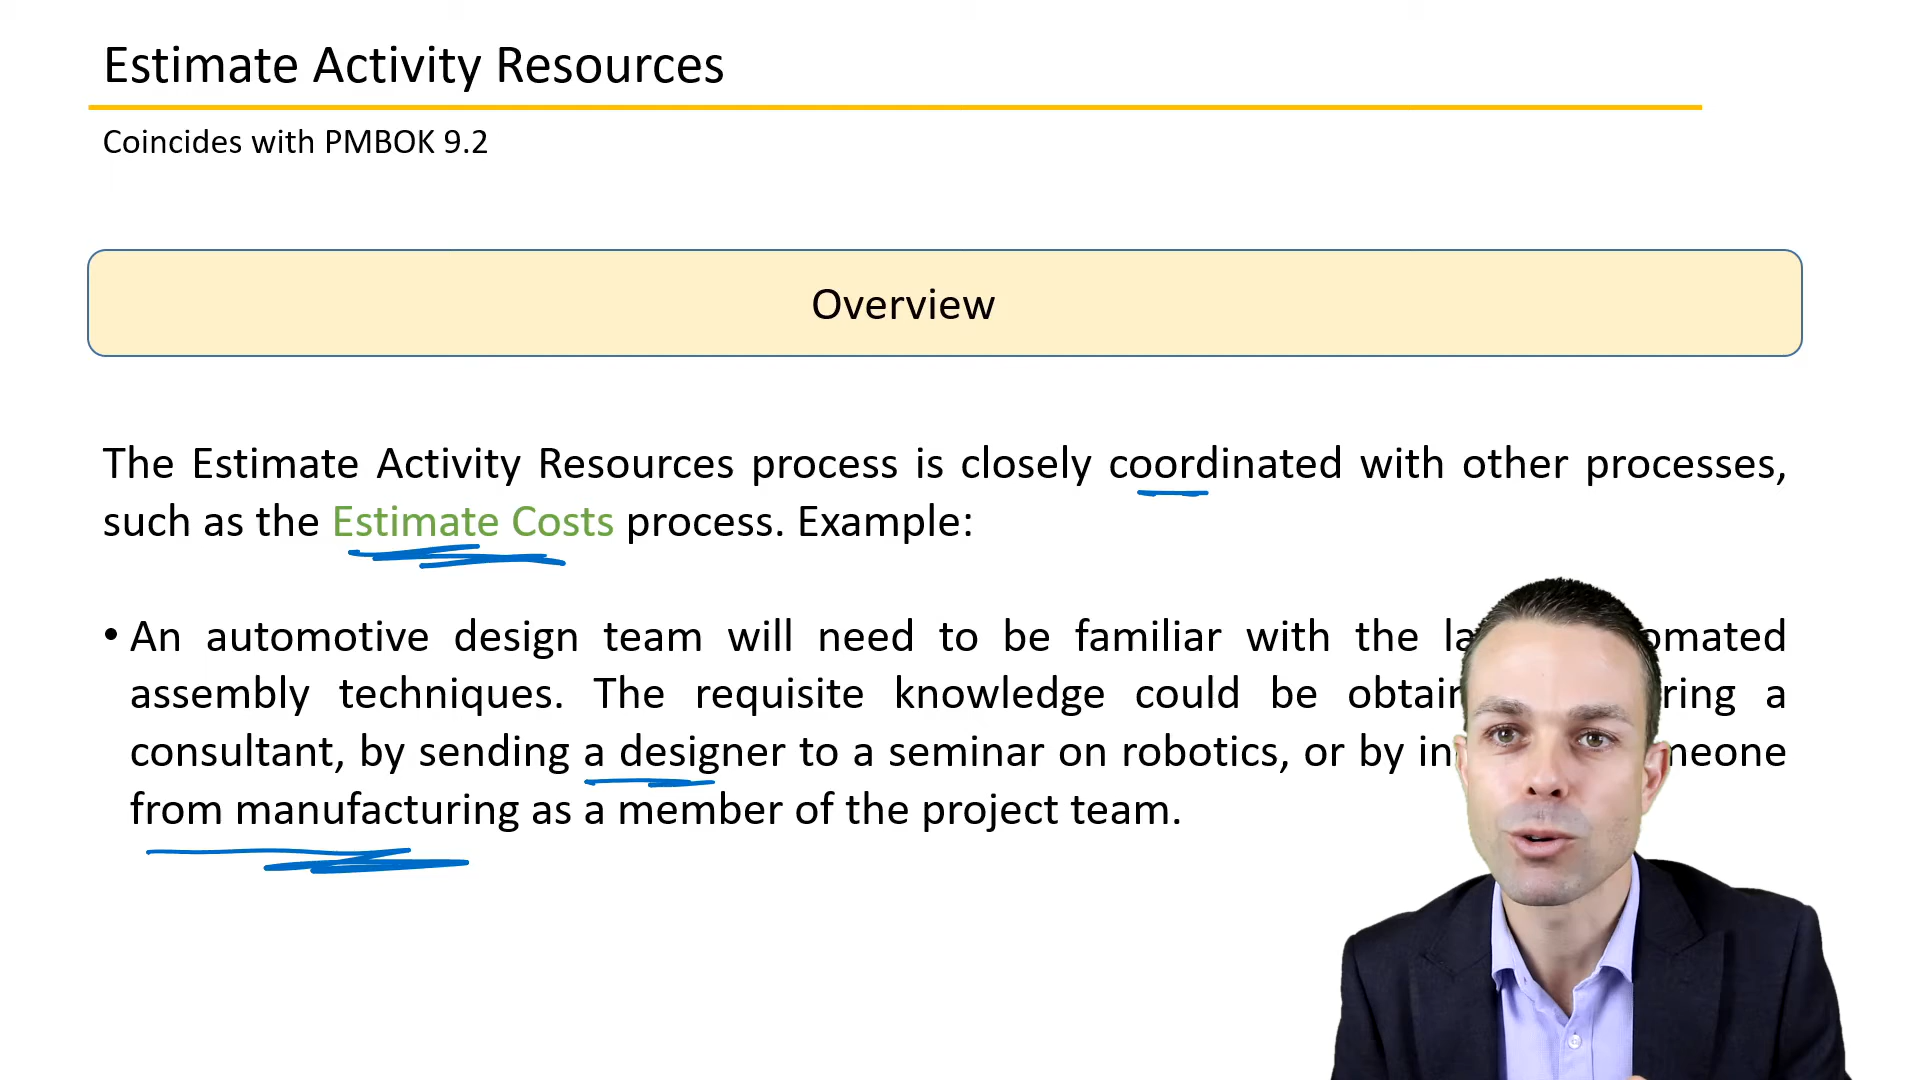 Estimate Activity Resources
Coincides with PMBOK 9.2
Overview
The Estimate Activity Resources process is closely coordinated with other processes,
such as the Estimate Costs process. Example:
• An automotive design team will need to be familiar with the
assembly techniques. The requisite knowledge could be a
consultant, by sending a designer to a seminar on robotics, or by
from manufacturing as a member of the project team.